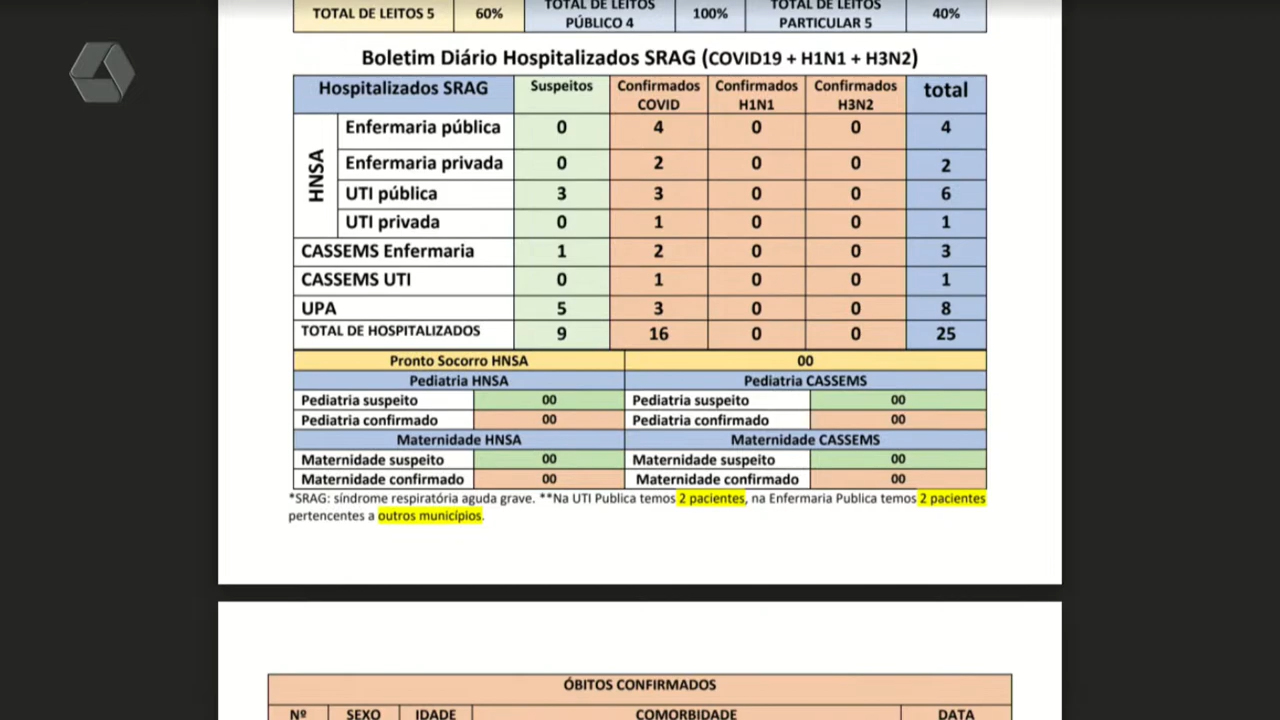 TOTAL DE LEITOS 5 60% TOTAL DE LEITOS PÚBLICO 4 100% TOTAL DE LEITOS PARTICULAR 5 40%
Boletim Diário Hospitalizados SRAG (COVID19 + H1N1 + H3N2)
Hospitalizados SRAG Suspeitos Confirmados COVID Confirmados H1N1 Confirmados H3N2 total
HNSA
Enfermaria pública 0 4 0 0 4
Enfermaria privada 0 2 0 0 2
UTI pública 3 3 0 0 6
UTI privada 0 1 0 0 1
CASSEMS Enfermaria 1 2 0 0 3
CASSEMS UTI 0 1 0 0 1
UPA 5 3 0 0 8
TOTAL DE HOSPITALIZADOS 9 16 0 0 25
Pronto Socorro HNSA 00
Pediatria HNSA Pediatria CASSEMS
Pediatria suspeito 00 Pediatria suspeito 00
Pediatria confirmado 00 Pediatria confirmado 00
Maternidade HNSA Maternidade CASSEMS
Maternidade suspeito 00 Maternidade suspeito 00
Maternidade confirmado 00 Maternidade confirmado 00
*SRAG: síndrome respiratória aguda grave. **Na UTI Publica temos 2 pacientes, na Enfermaria Publica temos 2 pacientes
pertencentes a outros municípios.
ÓBITOS CONFIRMADOS
Nº SEXO IDADE COMORBIDADE DATA